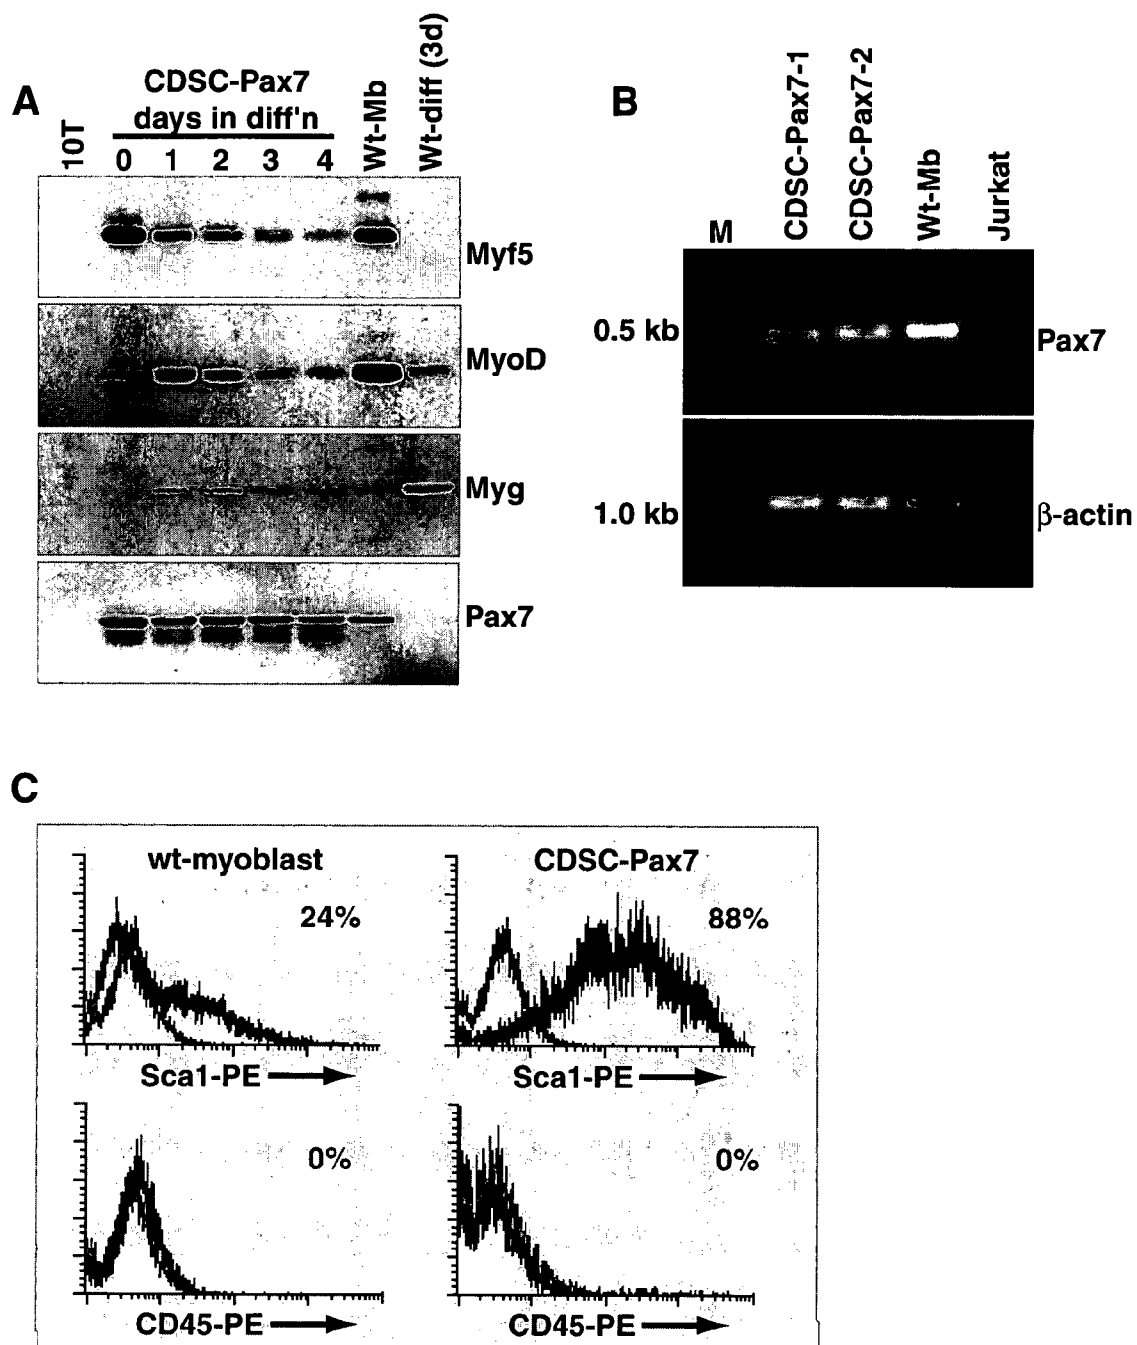 A
10T
CDSC-Pax7
days in diff'n
0 1 2 3 4
Wt-Mb
Wt-diff (3d)
Myf5
MyoD
Myg
Pax7
B
M
CDSC-Pax7-1
CDSC-Pax7-2
Wt-Mb
Jurkat
0.5 kb
Pax7
1.0 kb
β-actin
C
wt-myoblast
24%
Sca1-PE
CDSC-Pax7
88%
Sca1-PE
0%
CD45-PE
0%
CD45-PE